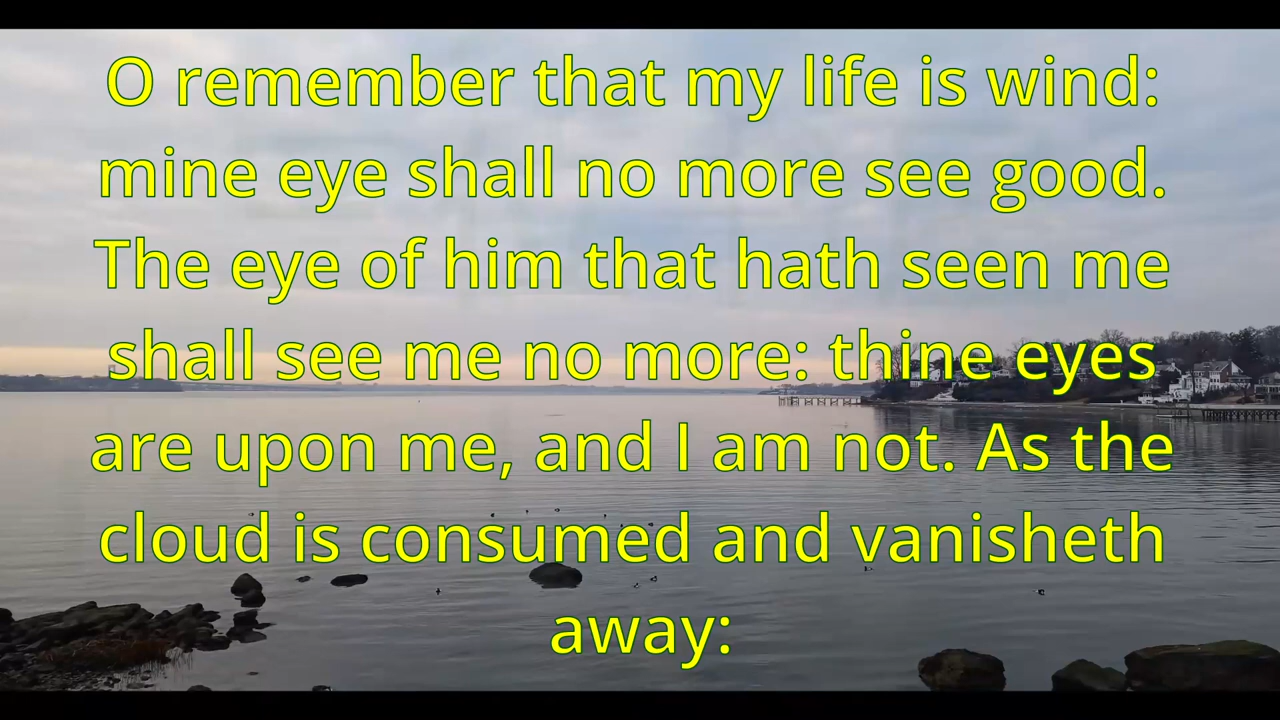 O remember that my life is wind:
mine eye shall no more see good.
The eye of him that hath seen me
shall see me no more: thine eyes
are upon me, and I am not. As the
cloud is consumed and vanisheth
away: